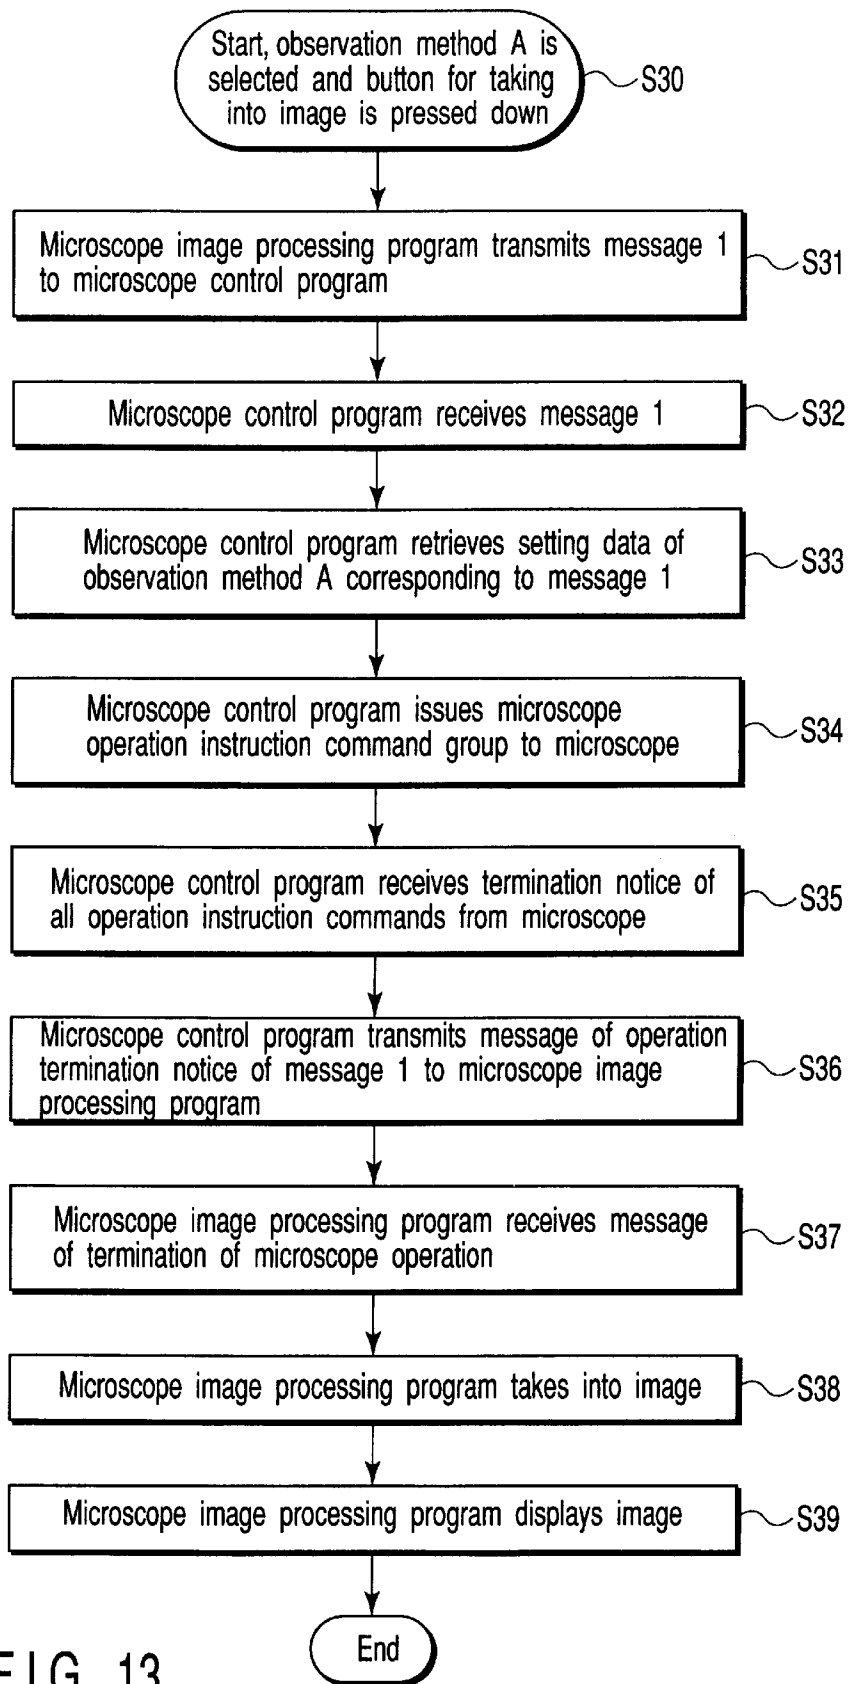 Start, observation method A is
selected and button for taking
into image is pressed down
S30
Microscope image processing program transmits message 1
to microscope control program
S31
Microscope control program receives message 1
S32
Microscope control program retrieves setting data of
observation method A corresponding to message 1
S33
Microscope control program issues microscope
operation instruction command group to microscope
S34
Microscope control program receives termination notice of
all operation instruction commands from microscope
S35
Microscope control program transmits message of operation
termination notice of message 1 to microscope image
processing program
S36
Microscope image processing program receives message
of termination of microscope operation
S37
Microscope image processing program takes into image
S38
Microscope image processing program displays image
S39
End
FIG. 13